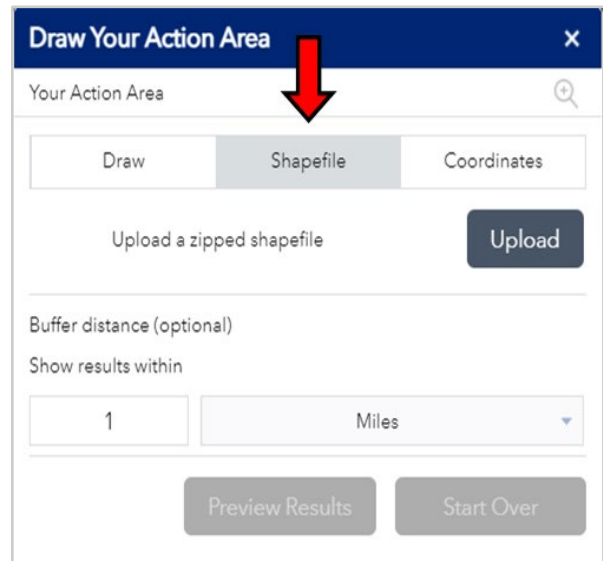 Draw Your Action Area ×
Your Action Area
Draw Shapefile Coordinates
Upload a zipped shapefile Upload
Buffer distance (optional)
Show results within
1 Miles
Preview Results Start Over